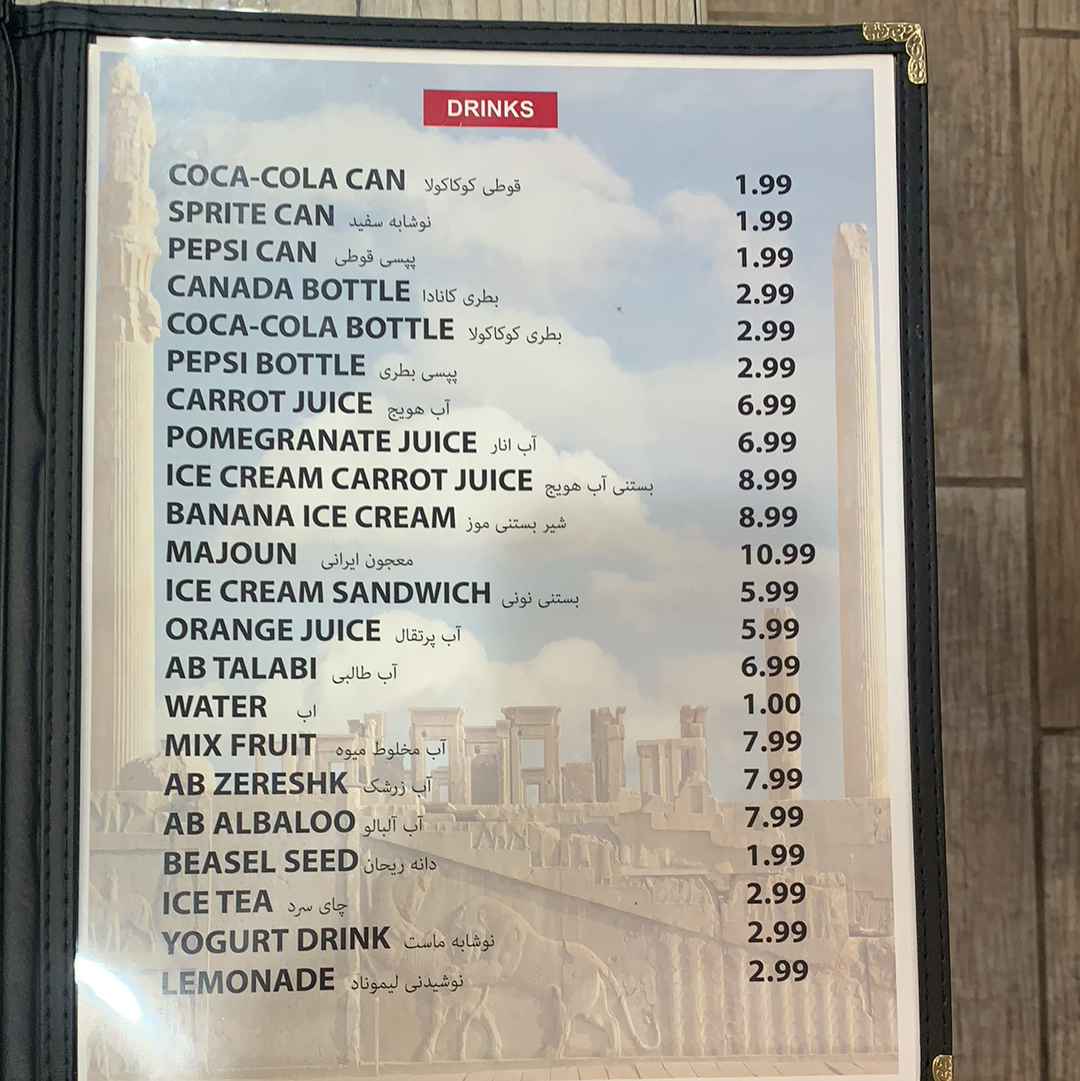 DRINKS
COCA-COLA CAN قوطی کوکاکولا 1.99
SPRITE CAN نوشابه سفید 1.99
PEPSI CAN پپسی قوطی 1.99
CANADA BOTTLE بطری کانادا 2.99
COCA-COLA BOTTLE بطری کوکاکولا 2.99
PEPSI BOTTLE پپسی بطری 2.99
CARROT JUICE آب هویج 6.99
POMEGRANATE JUICE آب انار 6.99
ICE CREAM CARROT JUICE بستنی آب هویج 8.99
BANANA ICE CREAM شیر بستنی موز 8.99
MAJOUN معجون ایرانی 10.99
ICE CREAM SANDWICH بستنی نونی 5.99
ORANGE JUICE آب پرتقال 5.99
AB TALABI آب طالبی 6.99
WATER اب 1.00
MIX FRUIT آب مخلوط میوه 7.99
AB ZERESHK آب زرشک 7.99
AB ALBALOO آب آلبالو 7.99
BEASEL SEED دانه ریحان 1.99
ICE TEA چای سرد 2.99
YOGURT DRINK نوشابه ماست 2.99
LEMONADE نوشیدنی لیموناد 2.99